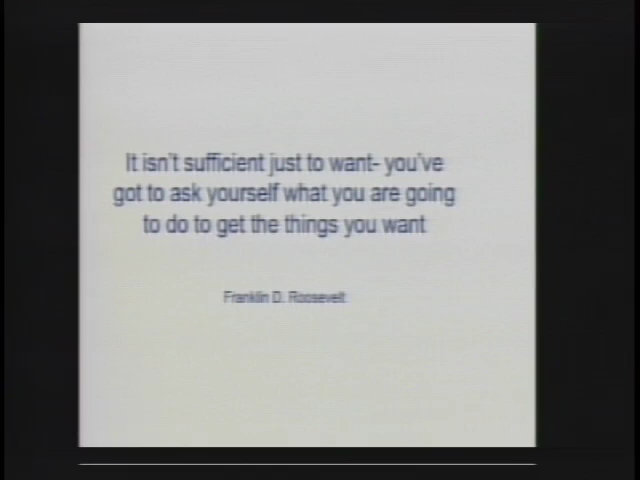 It isn't sufficient just to want- you've
got to ask yourself what you are going
to do to get the things you want
Franklin D. Roosevelt